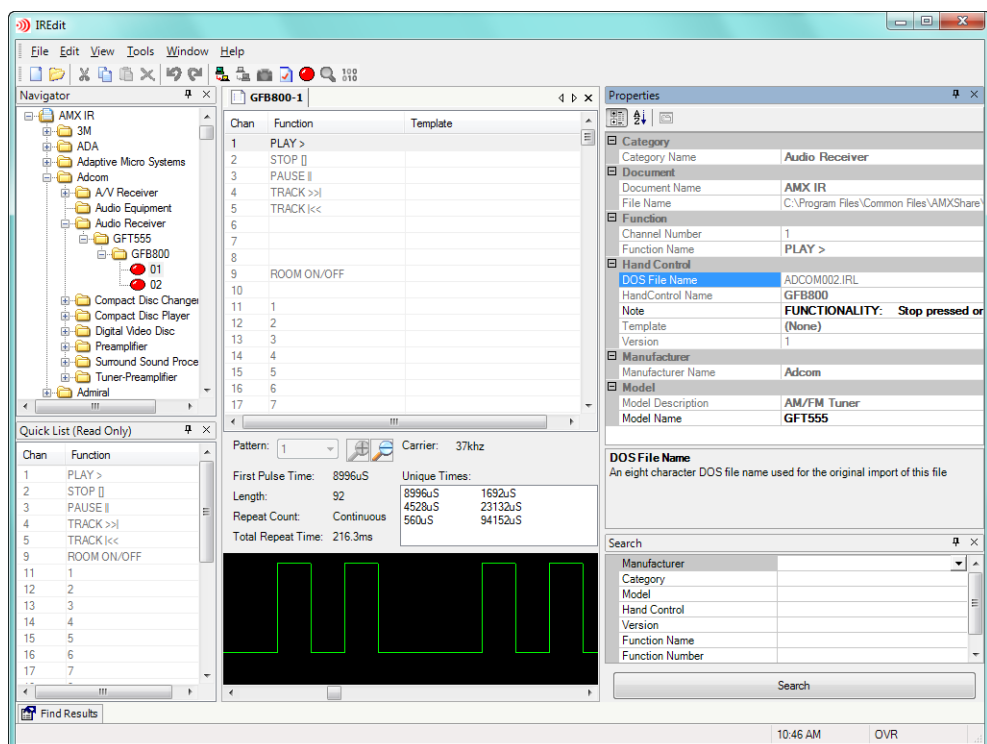 IREdit
File Edit View Tools Window Help
Navigator
AMX IR
3M
ADA
Adaptive Micro Systems
Adcom
A/V Receiver
Audio Equipment
Audio Receiver
GFT555
GFB800
01
02
Compact Disc Changer
Compact Disc Player
Digital Video Disc
Preamplifier
Surround Sound Proce
Tuner-Preamplifier
Admiral
Quick List (Read Only)
Chan Function
1 PLAY >
2 STOP []
3 PAUSE ||
4 TRACK >>|
5 TRACK |<<
9 ROOM ON/OFF
11 1
12 2
13 3
14 4
15 5
16 6
17 7
Find Results
GFB800-1
Chan Function Template
1 PLAY >
2 STOP []
3 PAUSE ||
4 TRACK >>|
5 TRACK |<<
6
7
8
9 ROOM ON/OFF
10
11 1
12 2
13 3
14 4
15 5
16 6
17 7
Pattern: 1 Carrier: 37khz
First Pulse Time: 8996uS Unique Times:
Length: 92
Repeat Count: Continuous
Total Repeat Time: 216.3ms
8996uS 1692uS
4528uS 23132uS
560uS 94152uS
Properties
Category
Category Name Audio Receiver
Document
Document Name AMX IR
File Name C:\Program Files\Common Files\AMXShare\
Function
Channel Number 1
Function Name PLAY >
Hand Control
DOS File Name ADCOM002.IRL
HandControl Name GFB800
Note FUNCTIONALITY: Stop pressed or
Template (None)
Version 1
Manufacturer
Manufacturer Name Adcom
Model
Model Description AM/FM Tuner
Model Name GFT555
DOS File Name
An eight character DOS file name used for the original import of this file
Search
Manufacturer
Category
Model
Hand Control
Version
Function Name
Function Number
Search
10:46 AM OVR